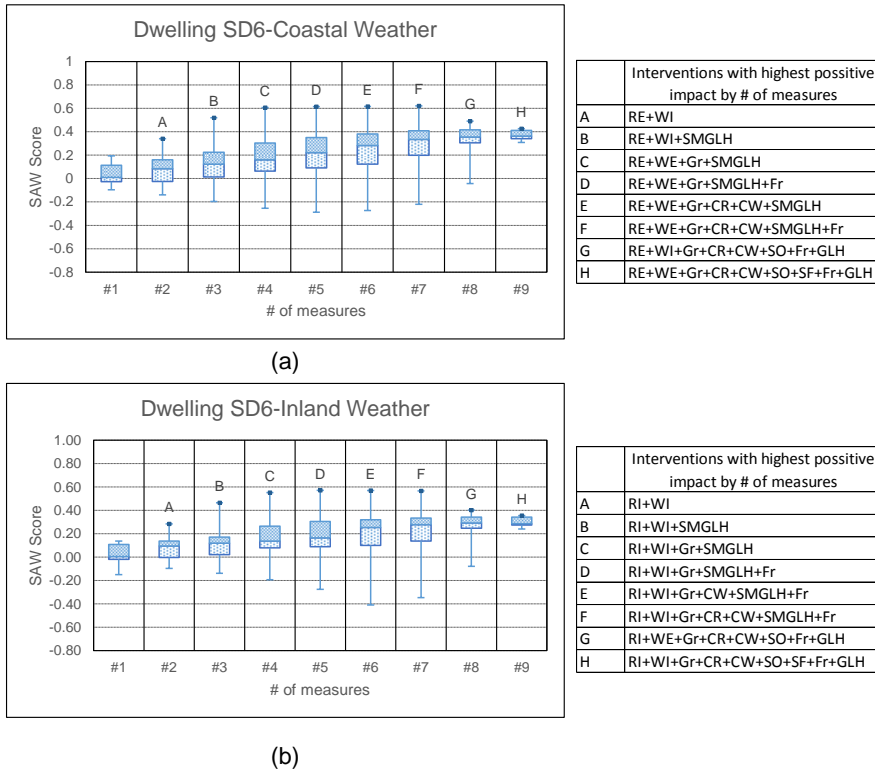 Dwelling SD6-Coastal Weather
1
0.8
0.6
0.4
0.2
0
-0.2
-0.4
-0.6
-0.8
SAW Score
A
B
C
D
E
F
G
H
#1 #2 #3 #4 #5 #6 #7 #8 #9
# of measures
Interventions with highest possitive
impact by # of measures
A RE+WI
B RE+WI+SMGLH
C RE+WE+Gr+SMGLH
D RE+WE+Gr+SMGLH+Fr
E RE+WE+Gr+CR+CW+SMGLH
F RE+WE+Gr+CR+CW+SMGLH+Fr
G RE+WI+Gr+CR+CW+SO+Fr+GLH
H RE+WE+Gr+CR+CW+SO+SF+Fr+GLH
(a)
Dwelling SD6-Inland Weather
1.00
0.80
0.60
0.40
0.20
0.00
-0.20
-0.40
-0.60
-0.80
SAW Score
A
B
C
D
E
F
G
H
#1 #2 #3 #4 #5 #6 #7 #8 #9
# of measures
Interventions with highest possitive
impact by # of measures
A RI+WI
B RI+WI+SMGLH
C RI+WI+Gr+SMGLH
D RI+WI+Gr+SMGLH+Fr
E RI+WI+Gr+CW+SMGLH+Fr
F RI+WI+Gr+CR+CW+SMGLH+Fr
G RI+WE+Gr+CR+CW+SO+Fr+GLH
H RI+WI+Gr+CR+CW+SO+SF+Fr+GLH
(b)